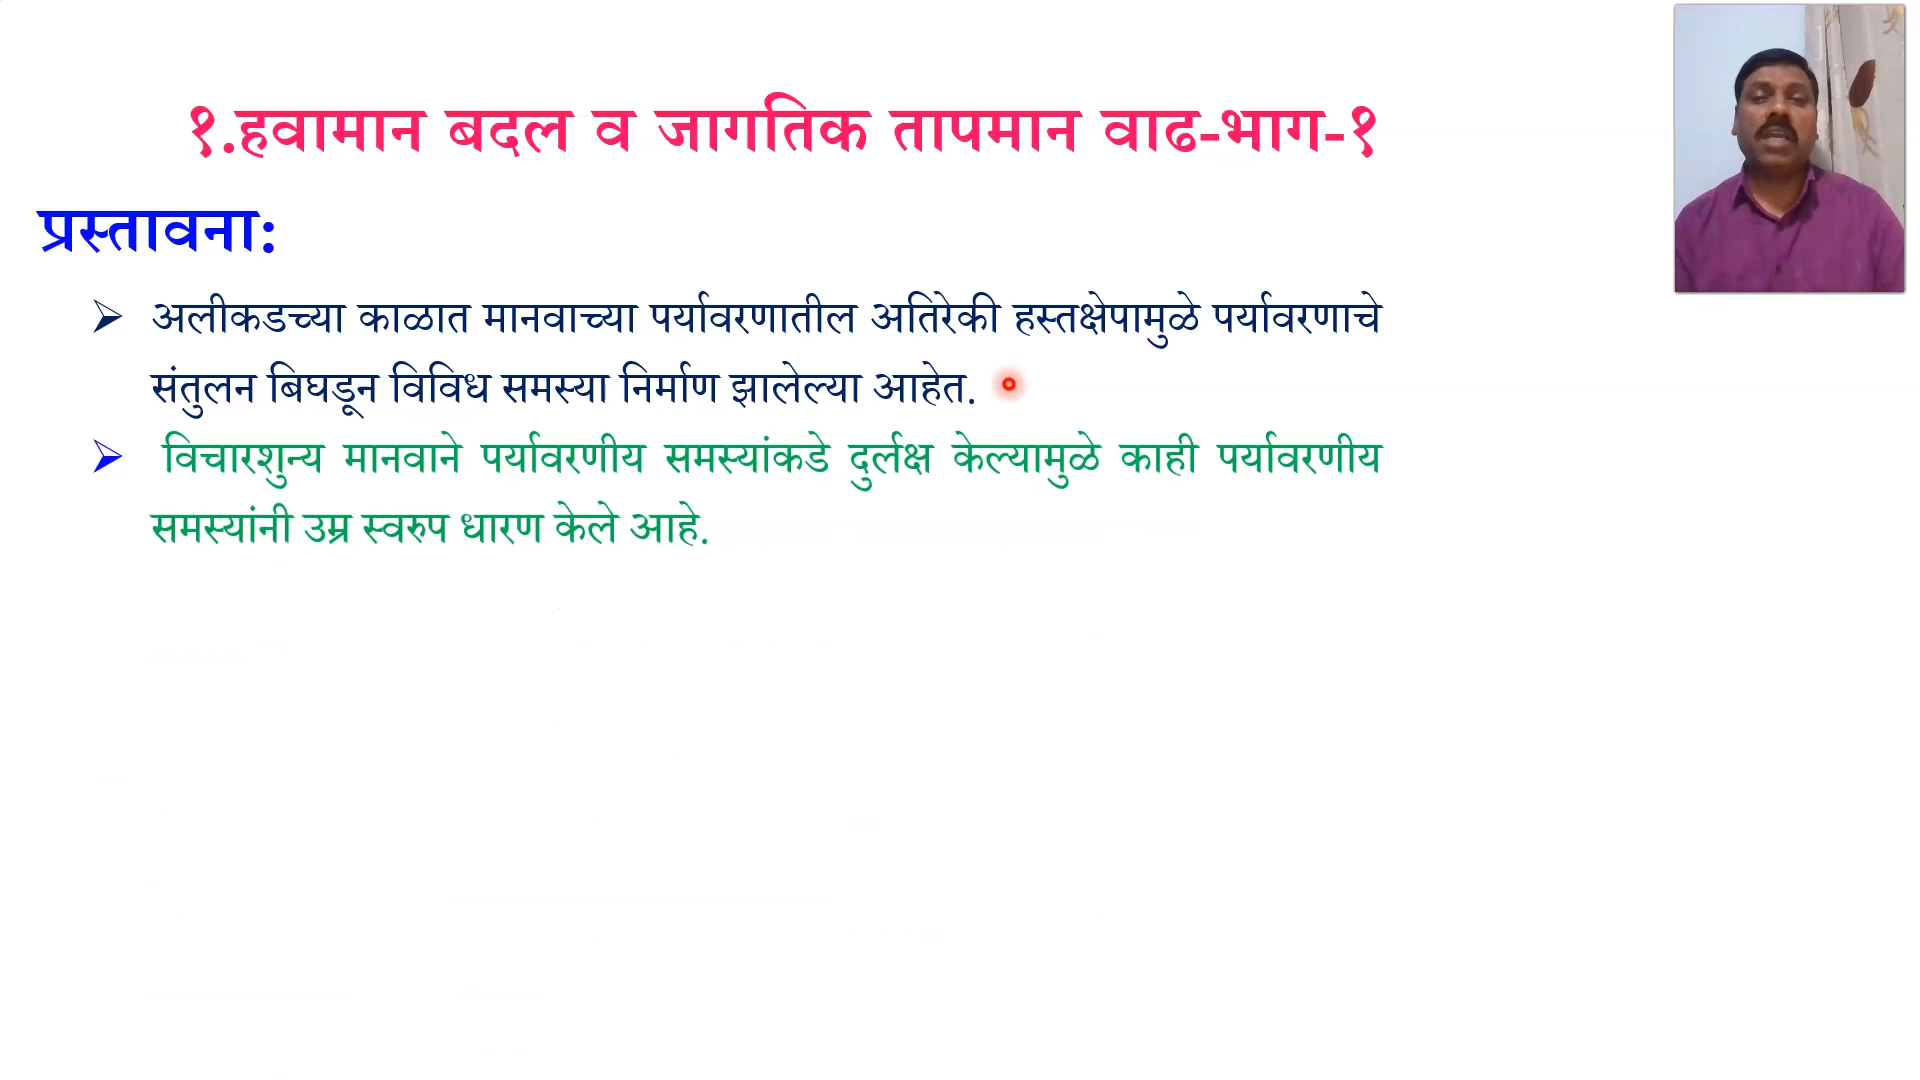 १.हवामान बदल व जागतिक तापमान वाढ-भाग-१
प्रस्तावना:
➢ अलीकडच्या काळात मानवाच्या पर्यावरणातील अतिरेकी हस्तक्षेपामुळे पर्यावरणाचे
संतुलन बिघडून विविध समस्या निर्माण झालेल्या आहेत.
➢ विचारशुन्य मानवाने पर्यावरणीय समस्यांकडे दुर्लक्ष केल्यामुळे काही पर्यावरणीय
समस्यांनी उम्र स्वरुप धारण केले आहे.